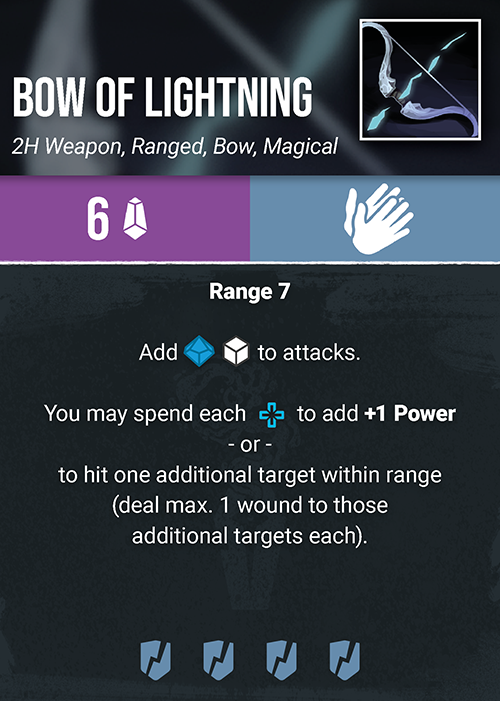 BOW OF LIGHTNING
2H Weapon, Ranged, Bow, Magical
6
Range 7
Add to attacks.
You may spend each to add +1 Power
- or -
to hit one additional target within range
(deal max. 1 wound to those
additional targets each).